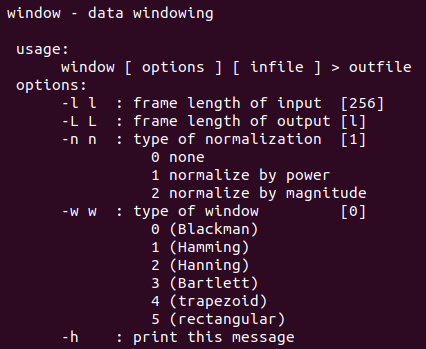 window - data windowing
usage:
window [ options ] [ infile ] > outfile
options:
-l l : frame length of input [256]
-L L : frame length of output [l]
-n n : type of normalization [1]
0 none
1 normalize by power
2 normalize by magnitude
-w w : type of window [0]
0 (Blackman)
1 (Hamming)
2 (Hanning)
3 (Bartlett)
4 (trapezoid)
5 (rectangular)
-h : print this message